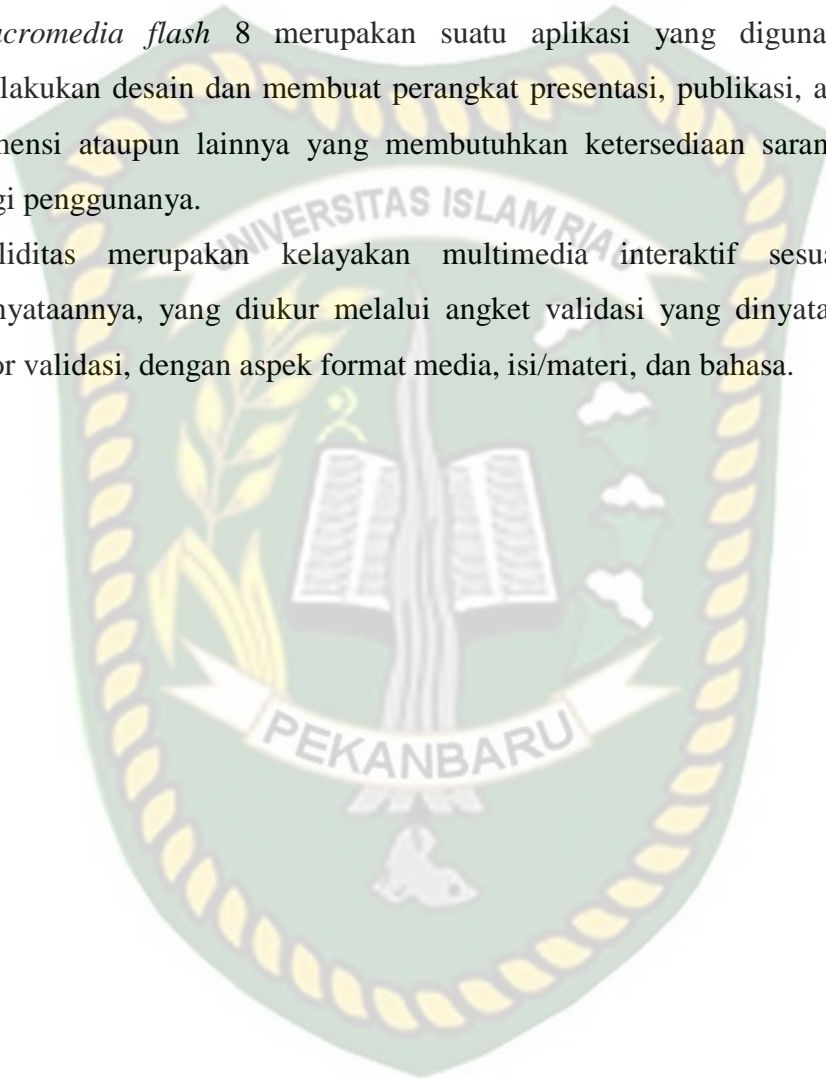 acromedia flash 8 merupakan suatu aplikasi yang diguna
lakukan desain dan membuat perangkat presentasi, publikasi, a
nensi ataupun lainnya yang membutuhkan ketersediaan saran
gi penggunanya.
UNIVERSITAS ISLAM RIAU
liditas merupakan kelayakan multimedia interaktif sesua
nyataannya, yang diukur melalui angket validasi yang dinyata
or validasi, dengan aspek format media, isi/materi, dan bahasa.
PEKANBARU